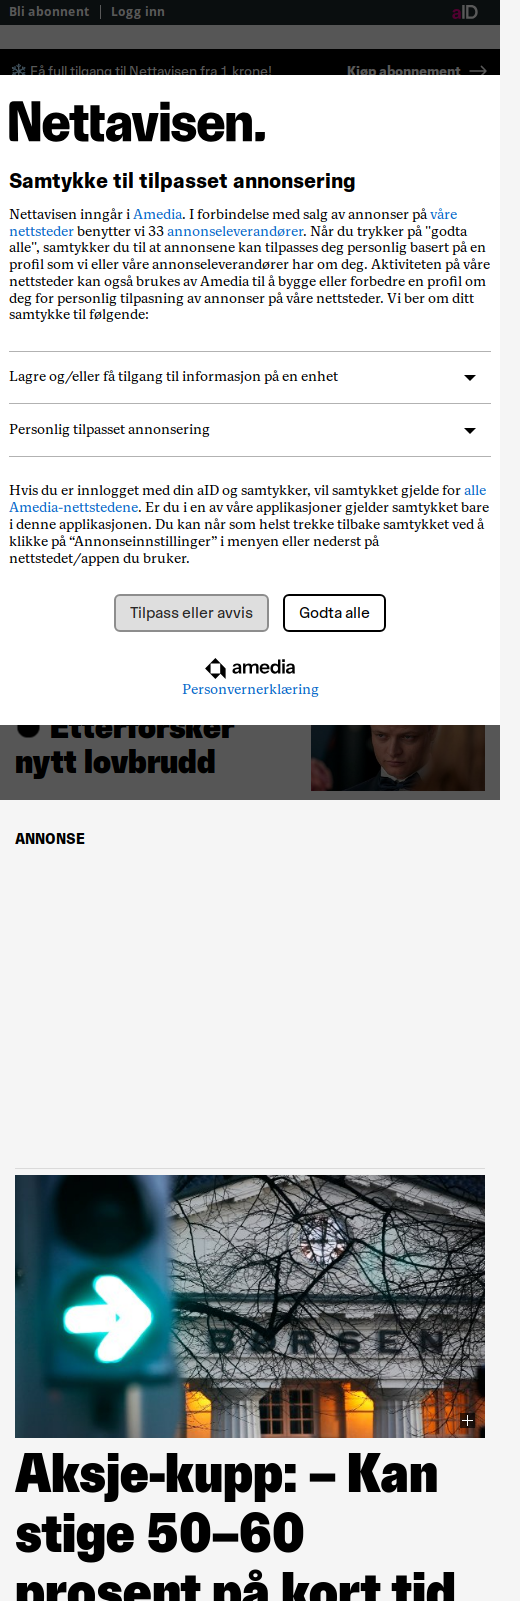 Bli abonnent | Logg inn aID
Få full tilgang til Nettavisen fra 1 krone! Kjøp abonnement
Nettavisen.
Samtykke til tilpasset annonsering
Nettavisen inngår i Amedia. I forbindelse med salg av annonser på våre
nettsteder benytter vi 33 annonseleverandører. Når du trykker på "godta
alle", samtykker du til at annonsene kan tilpasses deg personlig basert på en
profil som vi eller våre annonseleverandører har om deg. Aktiviteten på våre
nettsteder kan også brukes av Amedia til å bygge eller forbedre en profil om
deg for personlig tilpasning av annonser på våre nettsteder. Vi ber om ditt
samtykke til følgende:
Lagre og/eller få tilgang til informasjon på en enhet
Personlig tilpasset annonsering
Hvis du er innlogget med din aID og samtykker, vil samtykket gjelde for alle
Amedia-nettstedene. Er du i en av våre applikasjoner gjelder samtykket bare
i denne applikasjonen. Du kan når som helst trekke tilbake samtykket ved å
klikke på “Annonseinnstillinger” i menyen eller nederst på
nettstedet/appen du bruker.
Tilpass eller avvis Godta alle
amedia
Personvernerklæring
Etterforsker
nytt lovbrudd
ANNONSE
BØRSEN
Aksje-kupp: – Kan
stige 50–60
prosent på kort tid